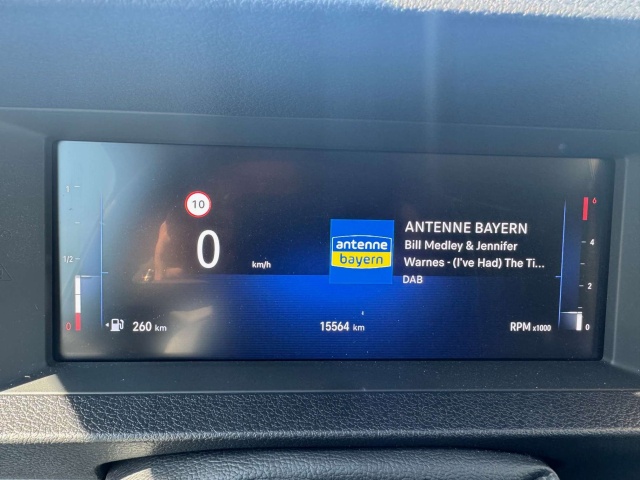 1
1/2
0
10
0
km/h
260 km
15564 km
antenne
bayern
ANTENNE BAYERN
Bill Medley & Jennifer
Warnes - (I've Had) The Ti...
DAB
6
4
2
0
RPM x1000